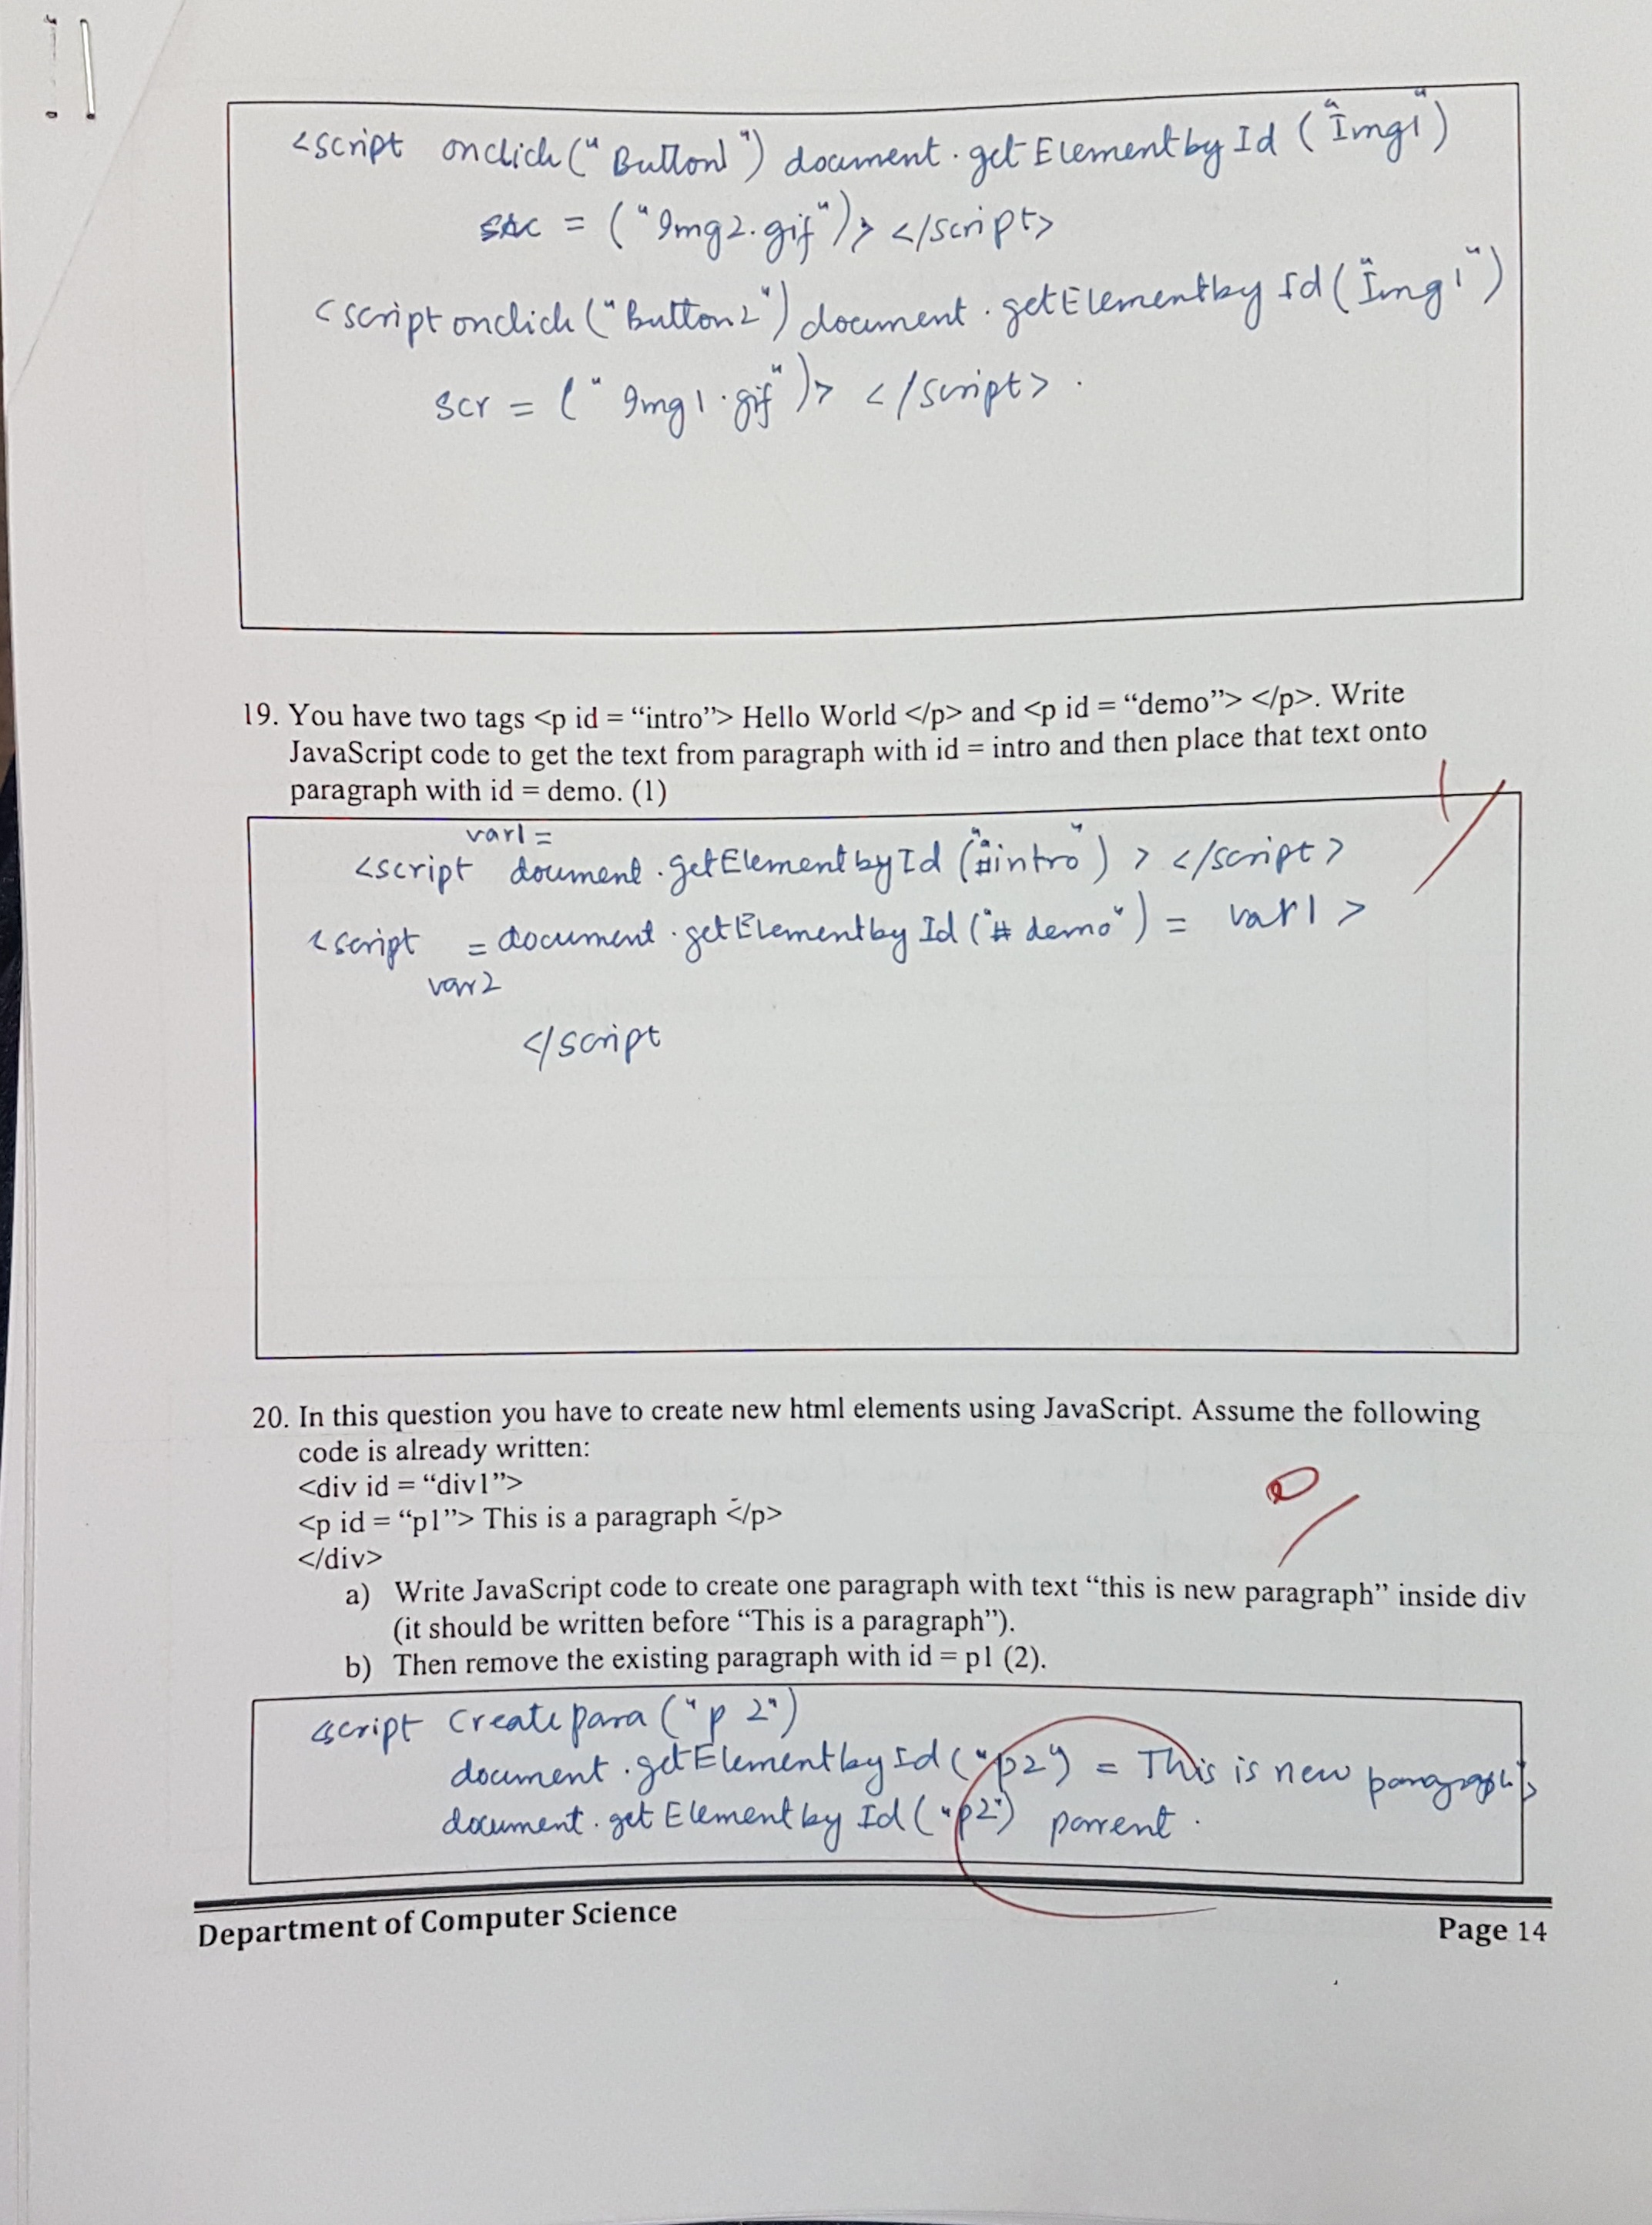 <script onclick("Button1") document.getElementbyId ("Img1")
src = ("Img2.gif")> </script>
<script onclick ("Button2") document.getElementbyId ("Img1")
scr = ("Img1.gif")> </script>.
19. You have two tags <p id = “intro”> Hello World </p> and <p id = “demo”> </p>. Write
JavaScript code to get the text from paragraph with id = intro and then place that text onto
paragraph with id = demo. (1)
var1 =
<script document.getElementbyId ("#intro") > </script>
<script = document.getElementbyId ("# demo") = var1 >
var2
</script
20. In this question you have to create new html elements using JavaScript. Assume the following
code is already written:
<div id = “div1”>
<p id = “p1”> This is a paragraph </p>
</div>
0/
a) Write JavaScript code to create one paragraph with text “this is new paragraph” inside div
(it should be written before “This is a paragraph”).
b) Then remove the existing paragraph with id = p1 (2).
<script Createpara ("p 2")
document.getElementbyId ("p2") = This is new paragraph
document.getElementbyId ("p2") parrent.
Department of Computer Science
Page 14